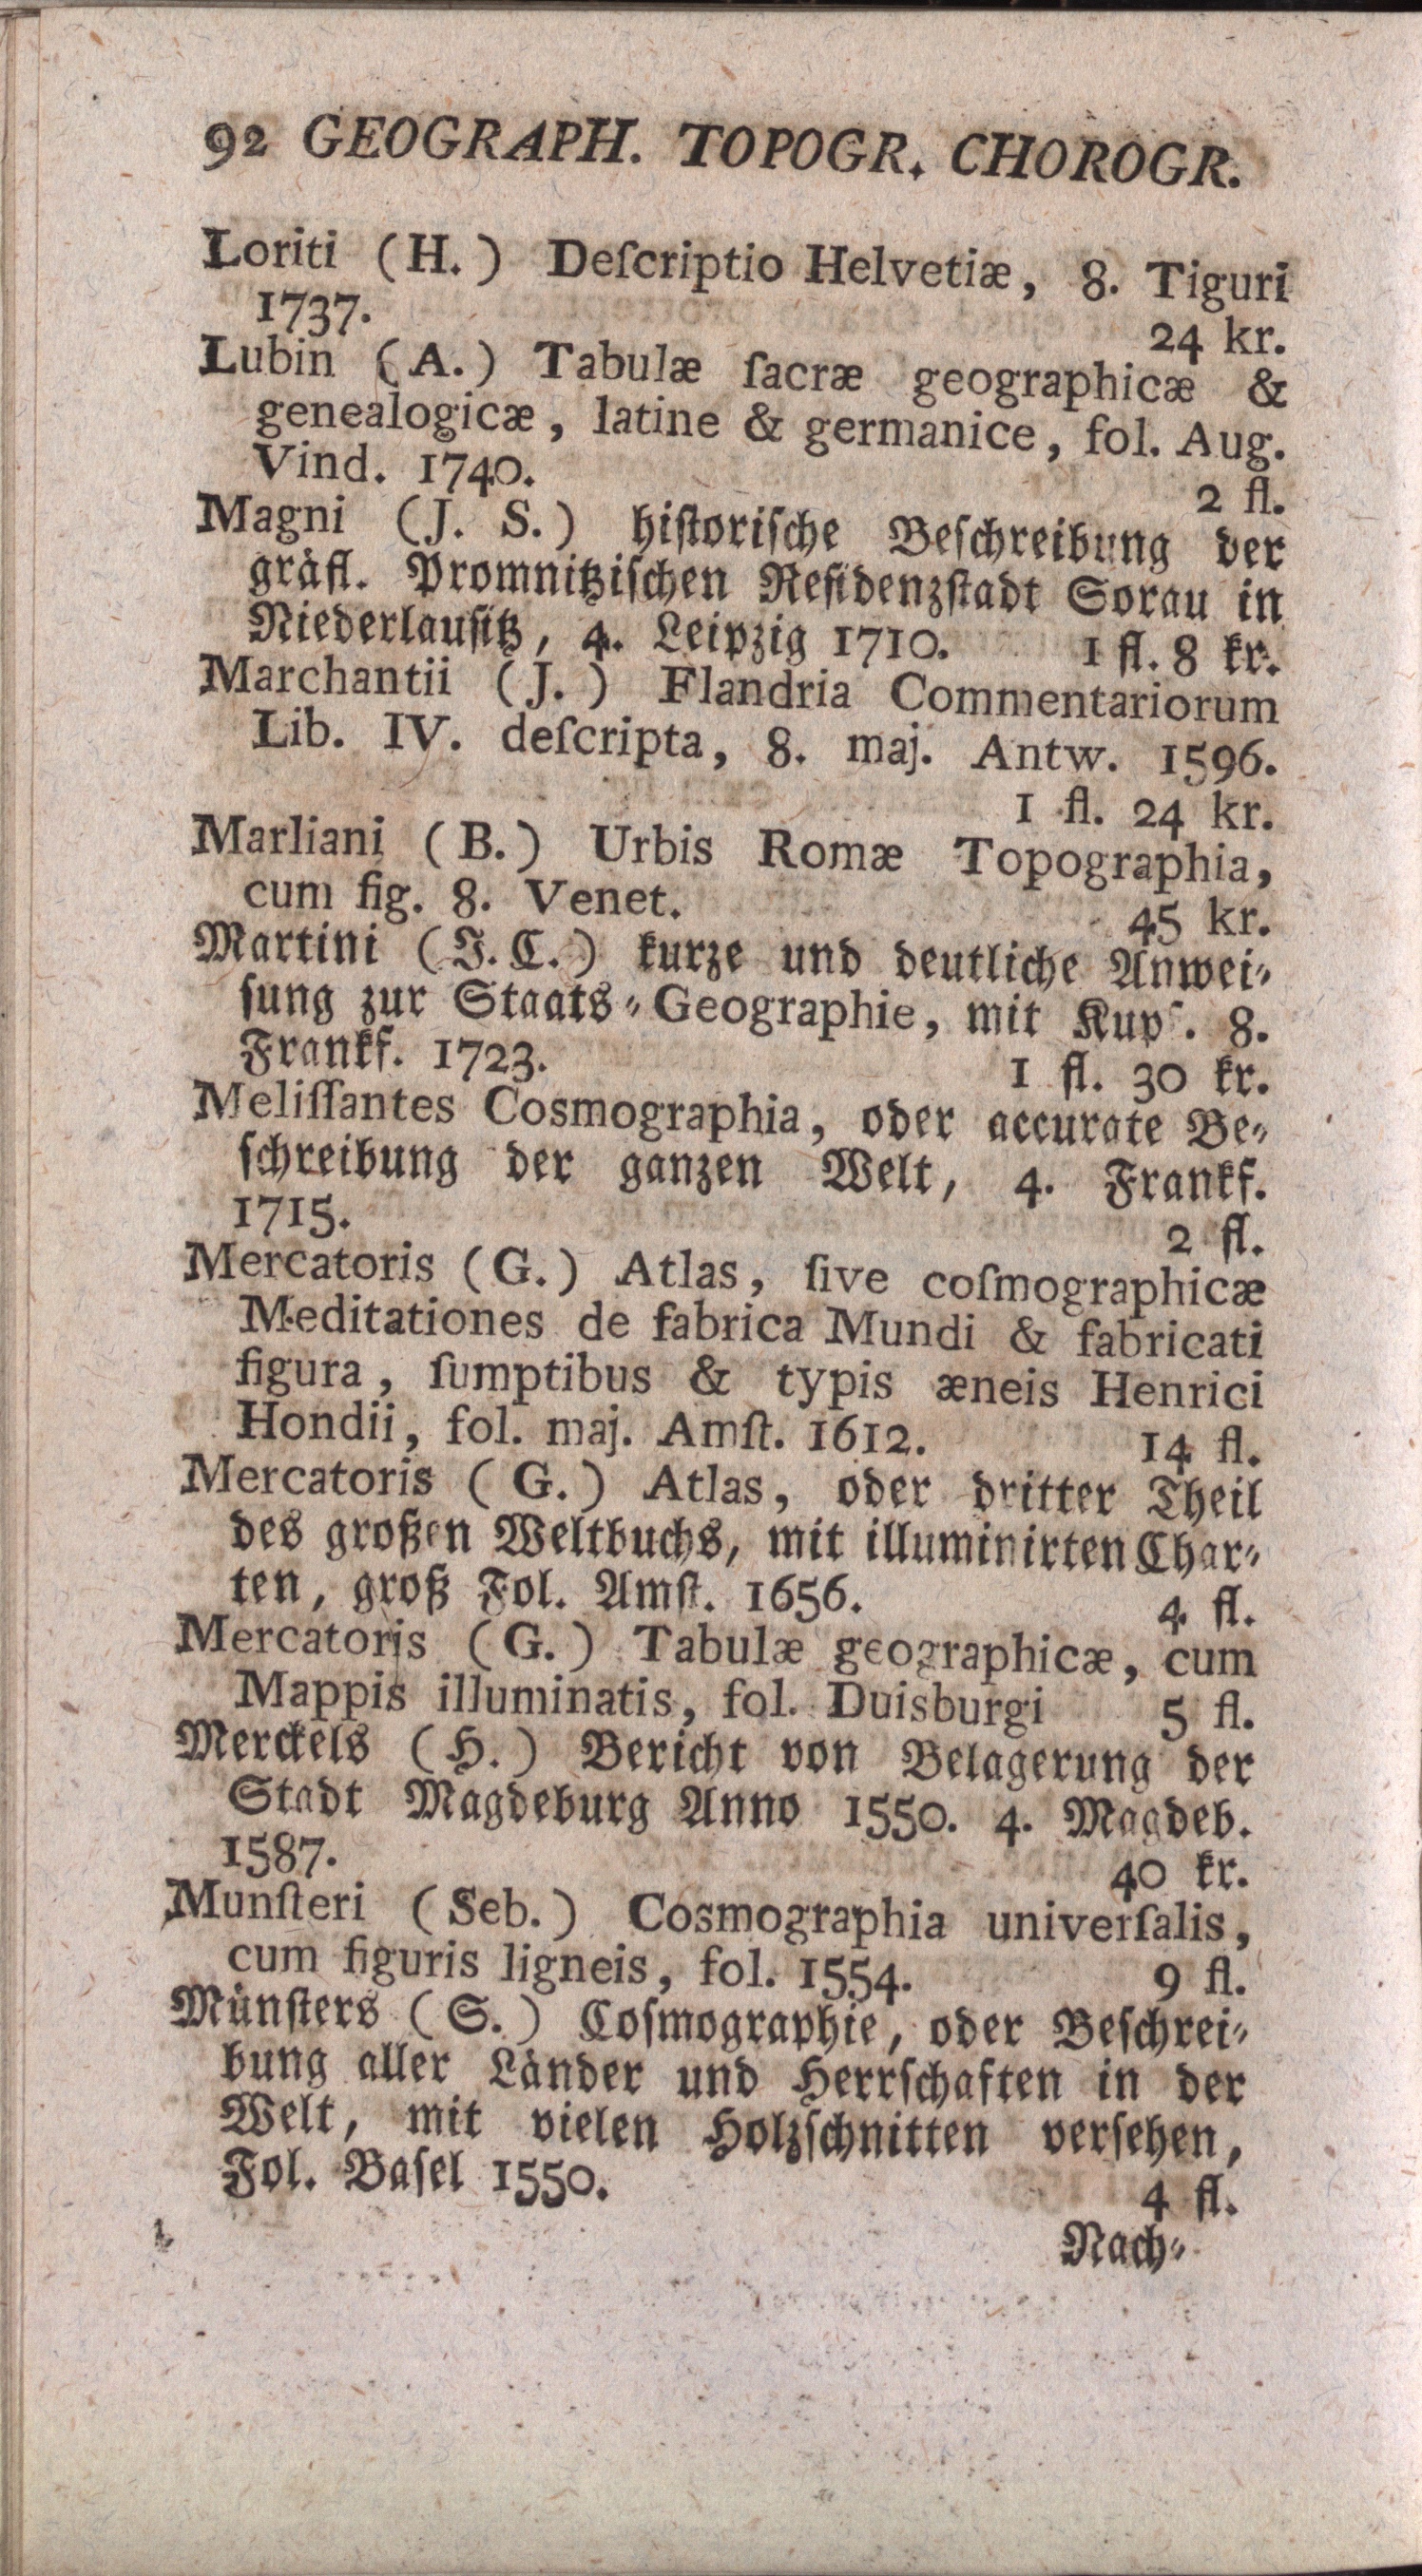 92 GEOGRAPH. TOPOGR. CHOROGR.
Loriti (H.) Deſcriptio Helvetiæ, 8. Tiguri
1737. 24 kr.
Lubin (A.) Tabulæ ſacræ geographicæ &
genealogicæ, latine & germanice, fol. Aug.
Vind. 1740. 2 fl.
Magni (J. S.) hiſtoriſche Beſchreibung der
gräfl. Promnitziſchen Reſidenzſtadt Sorau in
Niederlauſitz, 4. Leipzig 1710. 1 fl. 8 kr.
Marchantii (J.) Flandria Commentariorum
Lib. IV. deſcripta, 8. maj. Antw. 1596.
1 fl. 24 kr.
Marliani (B.) Urbis Romæ Topographia,
cum fig. 8. Venet. 45 kr.
Martini (J. C.) kurze und deutliche Anwei-
ſung zur Staats-Geographie, mit Kupf. 8.
Frankf. 1723. 1 fl. 30 kr.
Meliſſantes Cosmographia, oder accurate Be-
ſchreibung der ganzen Welt, 4. Frankf.
1715. 2 fl.
Mercatoris (G.) Atlas, ſive coſmographicæ
Meditationes de fabrica Mundi & fabricati
figura, ſumptibus & typis æneis Henrici
Hondii, fol. maj. Amſt. 1612. 14 fl.
Mercatoris (G.) Atlas, oder dritter Theil
des großen Weltbuchs, mit illuminirten Char-
ten, groß Fol. Amſt. 1656. 4 fl.
Mercatoris (G.) Tabulæ geographicæ, cum
Mappis illuminatis, fol. Duisburgi 5 fl.
Merckels (H.) Bericht von Belagerung der
Stadt Magdeburg Anno 1550. 4. Magdeb.
1587. 40 kr.
Munſteri (Seb.) Cosmographia univerſalis,
cum figuris ligneis, fol. 1554. 9 fl.
Münſters (S.) Coſmographie, oder Beſchrei-
bung aller Länder und Herrſchaften in der
Welt, mit vielen Holzſchnitten verſehen,
Fol. Baſel 1550. 4 fl.
Nach-